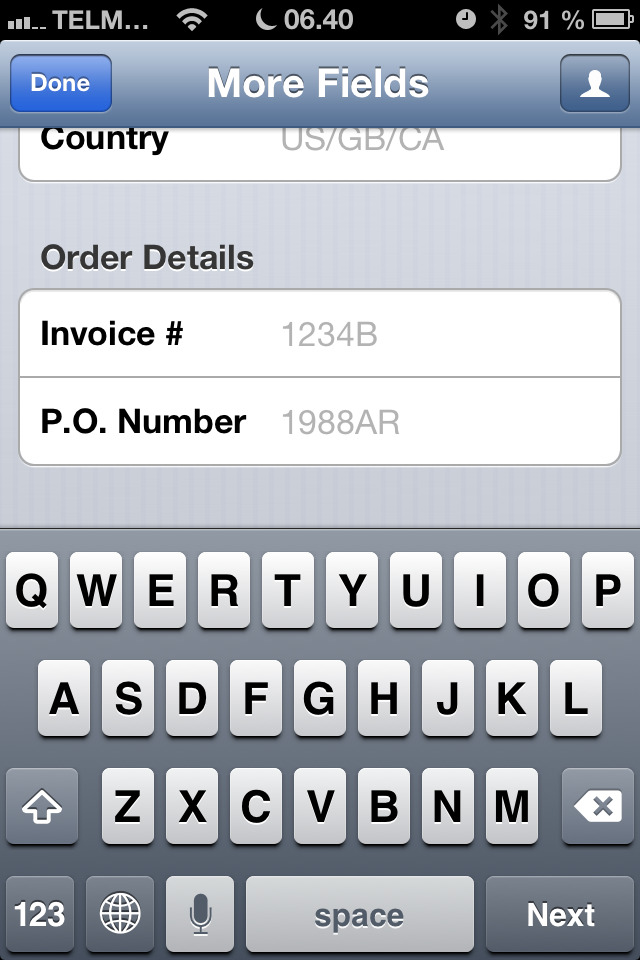 TELM... 06.40 91 %
Done More Fields
Country US/GB/CA
Order Details
Invoice # 1234B
P.O. Number 1988AR
Q W E R T Y U I O P
A S D F G H J K L
Z X C V B N M
123 space Next